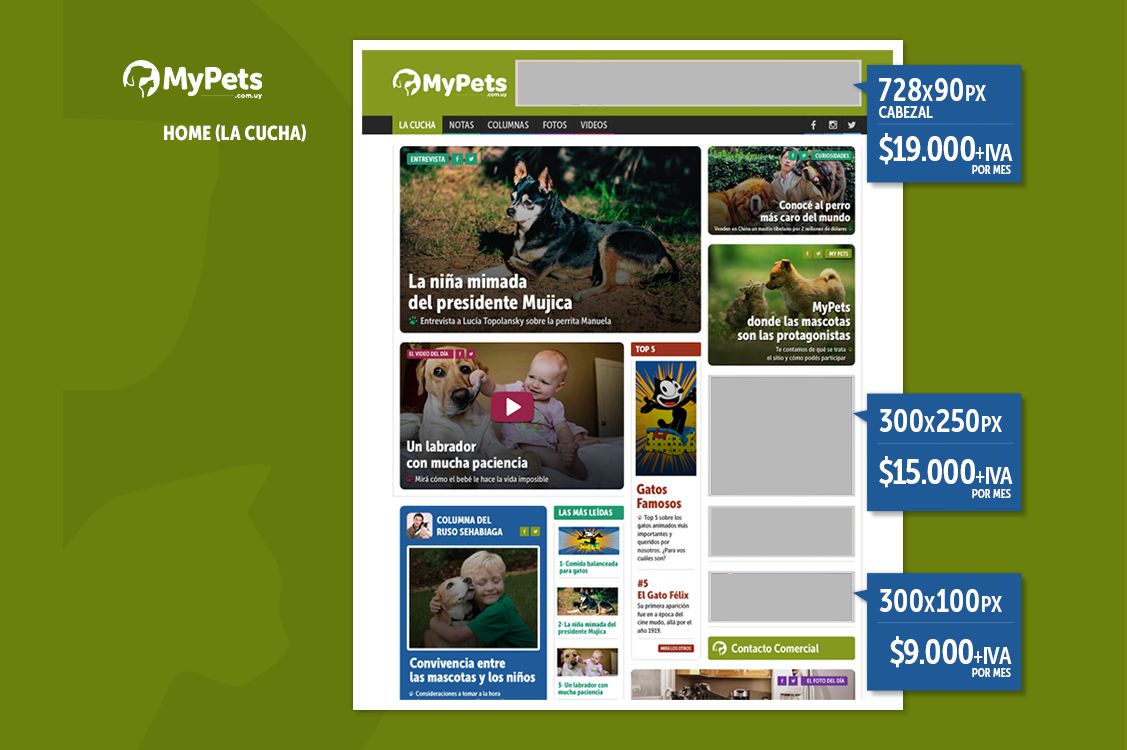 MyPets
.com.uy
HOME (LA CUCHA)
MyPets
.com.uy
LA CUCHA NOTAS COLUMNAS FOTOS VIDEOS
ENTREVISTA
La niña mimada
del presidente Mujica
Entrevista a Lucía Topolansky sobre la perrita Manuela
CURIOSIDADES
Conocé al perro
más caro del mundo
Venden en China un mastín tibetano por 2 millones de dólares
MY PETS
MyPets
donde las mascotas
son las protagonistas
Te contamos de qué se trata
el sitio y cómo podés participar
EL VIDEO DEL DÍA
Un labrador
con mucha paciencia
Mirá cómo el bebé le hace la vida imposible
TOP 5
Gatos
Famosos
Top 5 sobre los
gatos animados más
importantes y
queridos por
nosotros. ¿Para vos
cuáles son?
#5
El Gato Félix
Su primera aparición
fue en a época del
cine mudo, allá por el
año 1919.
MIRÁ LOS OTROS
COLUMNA DEL
RUSO SEHABIAGA
Convivencia entre
las mascotas y los niños
Consideraciones a tomar a la hora
LAS MÁS LEÍDAS
1- Comida balanceada
para gatos
2- La niña mimada del
presidente Mujica
3- Un labrador con
mucha paciencia
Contacto Comercial
EL FOTO DEL DÍA
728X90PX
CABEZAL
$19.000+IVA
POR MES
300X250PX
$15.000+IVA
POR MES
300X100PX
$9.000+IVA
POR MES